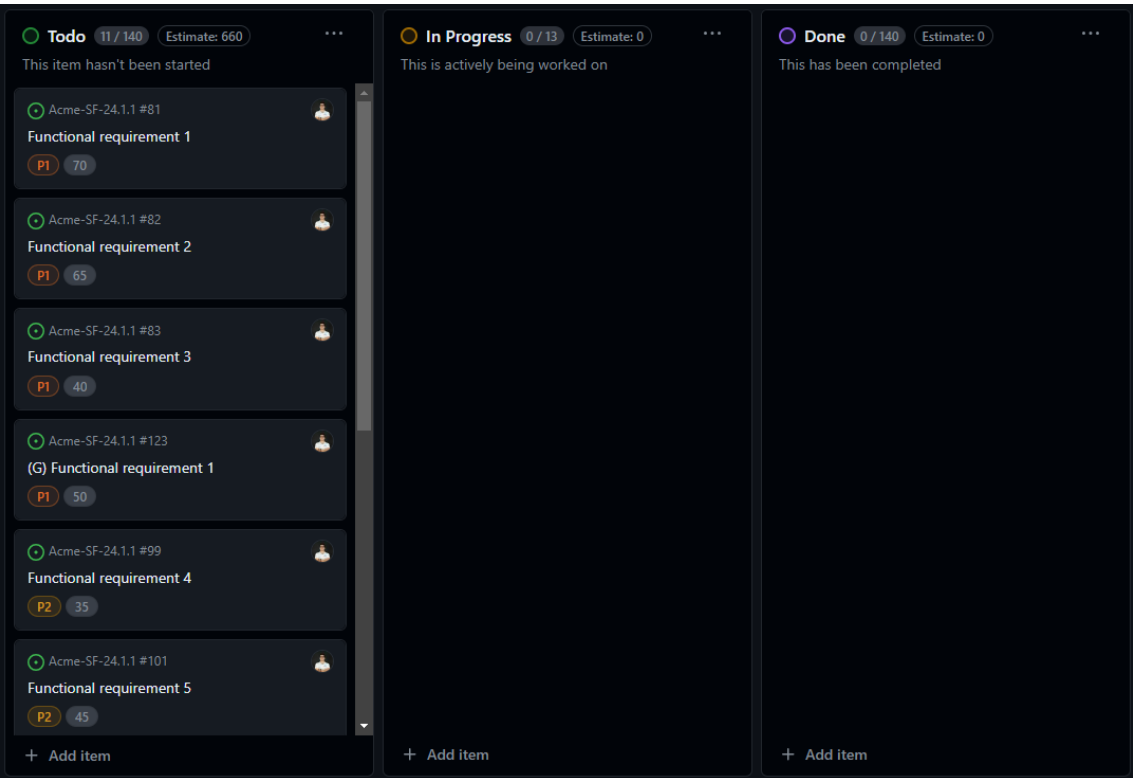 Todo 11 / 140 Estimate: 660 ...
This item hasn't been started
Acme-SF-24.1.1 #81
Functional requirement 1
P1 70
Acme-SF-24.1.1 #82
Functional requirement 2
P1 65
Acme-SF-24.1.1 #83
Functional requirement 3
P1 40
Acme-SF-24.1.1 #123
(G) Functional requirement 1
P1 50
Acme-SF-24.1.1 #99
Functional requirement 4
P2 35
Acme-SF-24.1.1 #101
Functional requirement 5
P2 45
+ Add item
In Progress 0 / 13 Estimate: 0 ...
This is actively being worked on
+ Add item
Done 0 / 140 Estimate: 0 ...
This has been completed
+ Add item